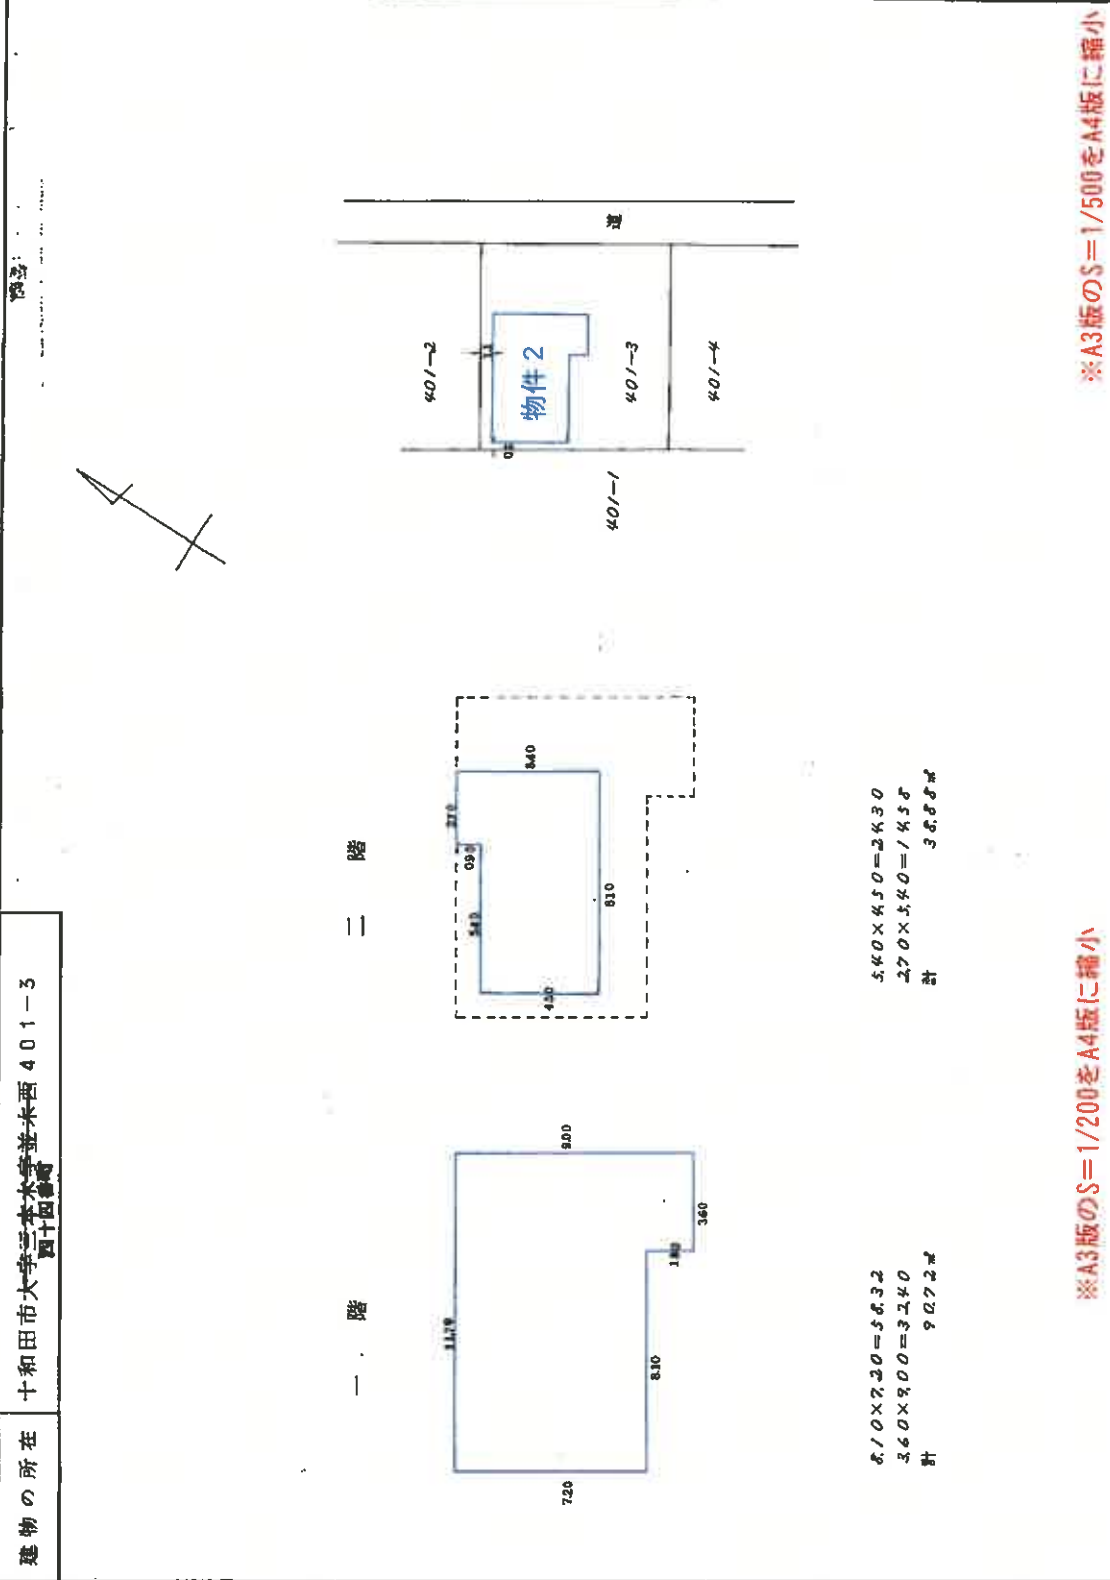 建物の所在
十和田市大字三本木字並木西401-3
四十四番町
一階
11.70
9.00
7.20
8.10
1.80
3.60
8.10×7.20=58.32
3.60×9.00=32.40
計 90.72㎡
二階
2.70
0.90
5.40
5.40
4.50
8.10
5.40×4.50=24.30
2.70×5.40=14.58
計 38.88㎡
401-2
物件 2
401-3
401-4
401-1
道
※A3版のS=1/200をA4版に縮小
※A3版のS=1/500をA4版に縮小